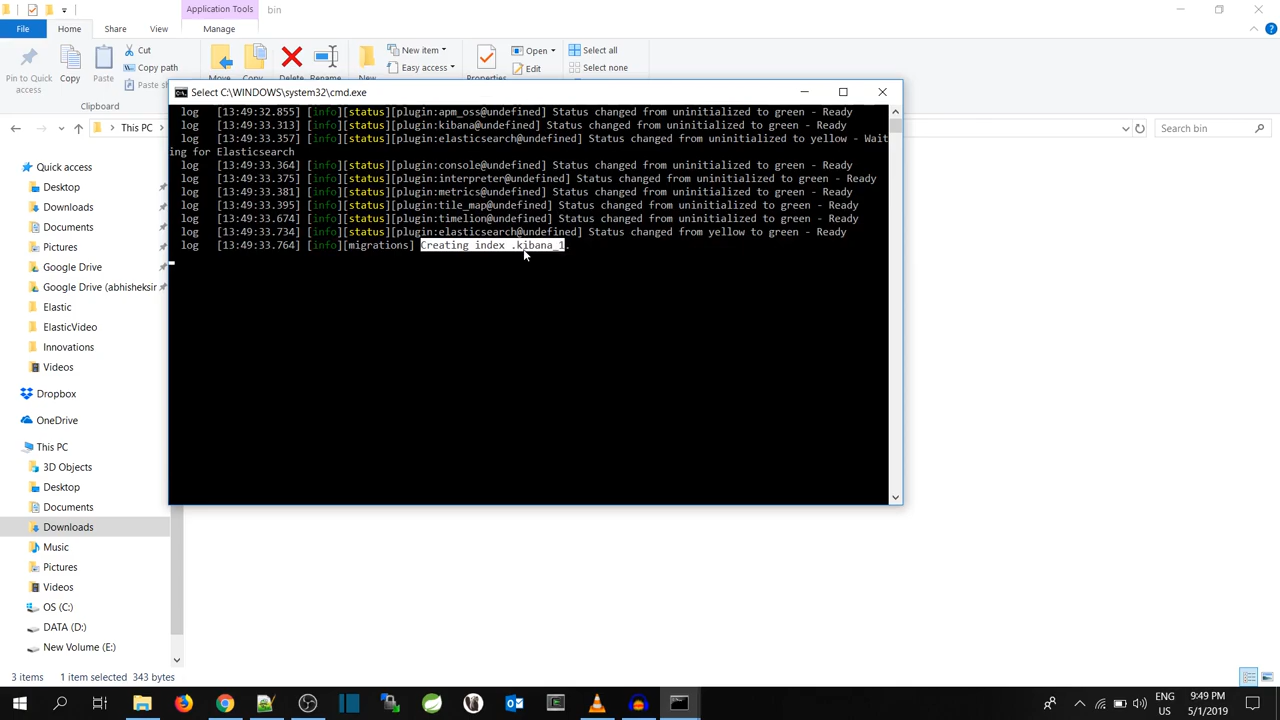 Application Tools
bin
File
Home
Share
View
Manage
Pin to Quick access
Copy
Paste
Cut
Copy path
Paste sh
Clipboard
Move
Copy
Delete
Rename
New
New item
Easy access
Properties
Open
Edit
Select all
Select none
This PC
Search bin
Select C:\WINDOWS\system32\cmd.exe
log [13:49:32.855] [info][status][plugin:apm_oss@undefined] Status changed from uninitialized to green - Ready
log [13:49:33.313] [info][status][plugin:kibana@undefined] Status changed from uninitialized to green - Ready
log [13:49:33.357] [info][status][plugin:elasticsearch@undefined] Status changed from uninitialized to yellow - Wait
ing for Elasticsearch
log [13:49:33.364] [info][status][plugin:console@undefined] Status changed from uninitialized to green - Ready
log [13:49:33.375] [info][status][plugin:interpreter@undefined] Status changed from uninitialized to green - Ready
log [13:49:33.381] [info][status][plugin:metrics@undefined] Status changed from uninitialized to green - Ready
log [13:49:33.395] [info][status][plugin:tile_map@undefined] Status changed from uninitialized to green - Ready
log [13:49:33.674] [info][status][plugin:timelion@undefined] Status changed from uninitialized to green - Ready
log [13:49:33.734] [info][status][plugin:elasticsearch@undefined] Status changed from yellow to green - Ready
log [13:49:33.764] [info][migrations] Creating index .kibana_1.
Quick access
Desktop
Downloads
Documents
Pictures
Google Drive
Google Drive (abhisheksir
Elastic
ElasticVideo
Innovations
Videos
Dropbox
OneDrive
This PC
3D Objects
Desktop
Documents
Downloads
Music
Pictures
Videos
OS (C:)
DATA (D:)
New Volume (E:)
3 items
1 item selected 343 bytes
ENG
US
9:49 PM
5/1/2019